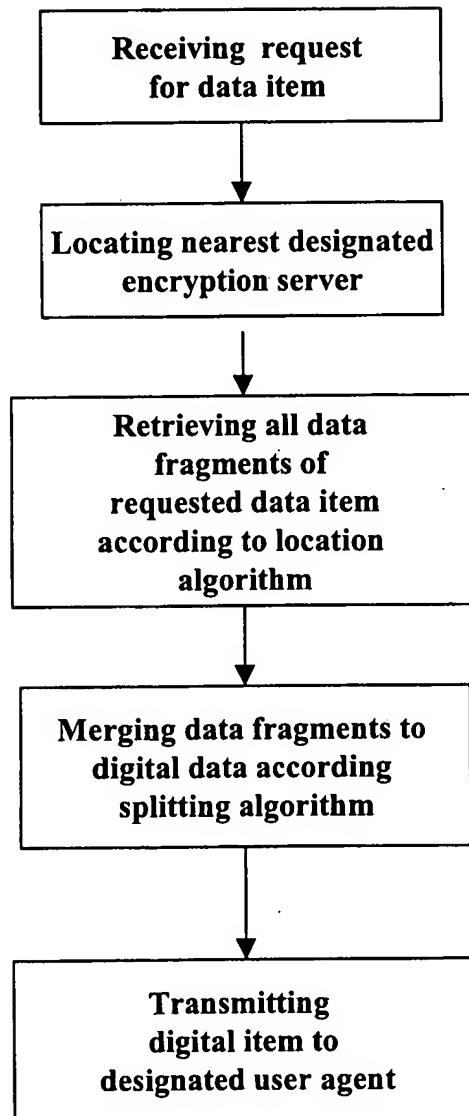 Receiving request
for data item
Locating nearest designated
encryption server
Retrieving all data
fragments of
requested data item
according to location
algorithm
Merging data fragments to
digital data according
splitting algorithm
Transmitting
digital item to
designated user agent